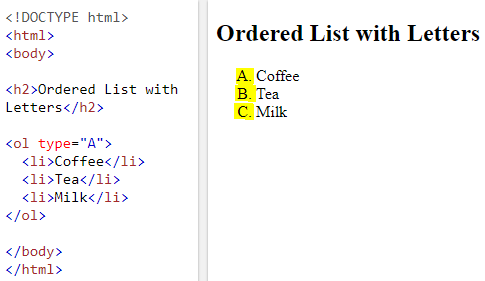 <!DOCTYPE html>
<html>
<body>
<h2>Ordered List with
Letters</h2>
<ol type="A">
  <li>Coffee</li>
  <li>Tea</li>
  <li>Milk</li>
</ol>
</body>
</html>
Ordered List with Letters
A. Coffee
B. Tea
C. Milk